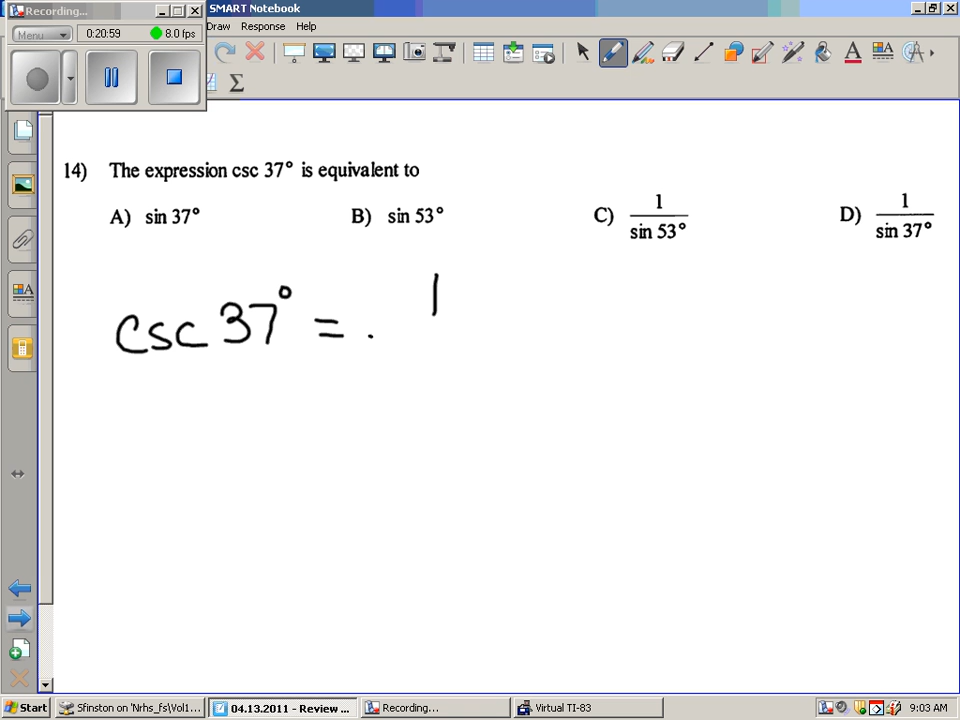 Recording...
SMART Notebook
Menu
0:20:59
8.0 fps
Draw Response Help
14) The expression csc 37° is equivalent to
A) sin 37°
B) sin 53°
C) 1
sin 53°
D) 1
sin 37°
csc 37° = . 1
Start
Sfinston on 'Nrhs_fs\Vol1...
04.13.2011 - Review ...
Recording...
Virtual TI-83
9:03 AM